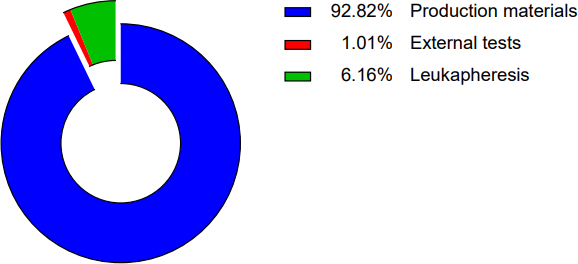 92.82% Production materials
1.01% External tests
6.16% Leukapheresis